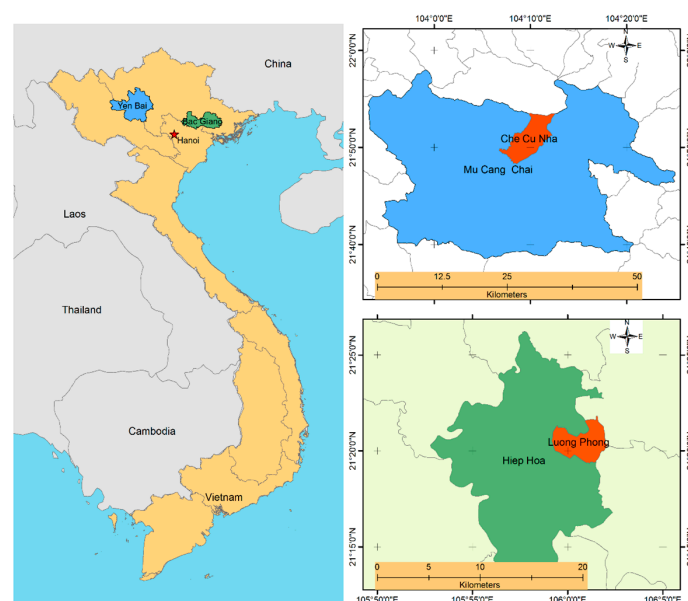 China
Yen Bai
Bac Giang
Hanoi
Laos
Thailand
Cambodia
Vietnam
104°0'0"E 104°10'0"E 104°20'0"E
N
W E
S
22°0'0"N
21°50'0"N
21°40'0"N
Che Cu Nha
Mu Cang Chai
0 12.5 25 50
Kilometers
N
W E
S
21°25'0"N
21°20'0"N
21°15'0"N
Luong Phong
Hiep Hoa
0 5 10 20
Kilometers
105°50'0"E 105°55'0"E 106°0'0"E 106°5'0"E